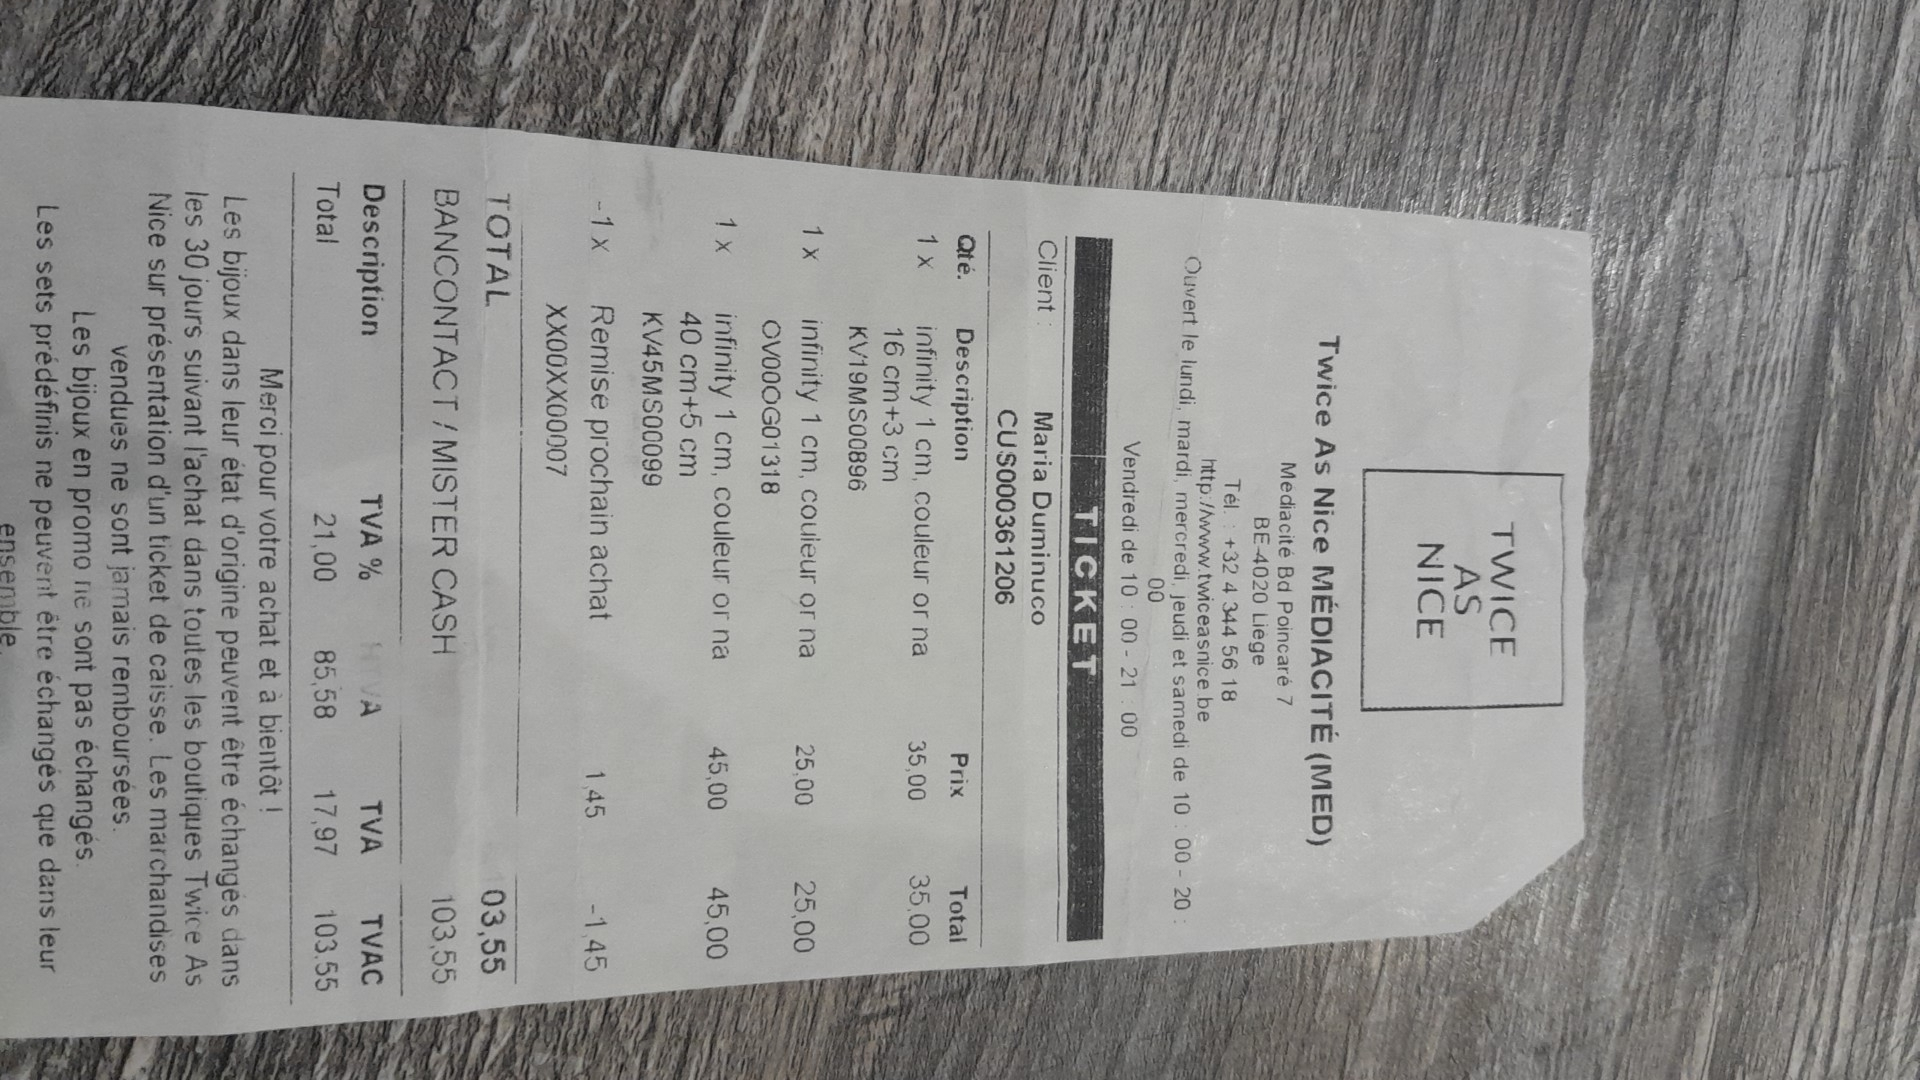 TWICE
AS
NICE
Twice As Nice MÉDIACITÉ (MED)
Mediacité Bd Poincaré 7
BE-4020 Liège
Tél. : +32 4 344 56 18
http://www.twiceasnice.be
Ouvert le lundi, mardi, mercredi, jeudi et samedi de 10 : 00 - 20 :
00
Vendredi de 10 : 00 - 21 : 00
TICKET
Client : Maria Duminuco
CUS000361206
Qté. Description Prix Total
1 x infinity 1 cm, couleur or na 35,00 35,00
16 cm+3 cm
KV19MS00896
1 x infinity 1 cm, couleur or na 25,00 25,00
OV00OG01318
1 x infinity 1 cm, couleur or na 45,00 45,00
40 cm+5 cm
KV45MS00099
-1 x Remise prochain achat 1,45 -1,45
XX00XX00007
TOTAL 03,55
BANCONTACT / MISTER CASH 103,55
Description TVA % HTVA TVA TVAC
Total 21,00 85,58 17,97 103,55
Merci pour votre achat et à bientôt !
Les bijoux dans leur état d'origine peuvent être échangés dans
les 30 jours suivant l'achat dans toutes les boutiques Twice As
Nice sur présentation d'un ticket de caisse. Les marchandises
vendues ne sont jamais remboursées.
Les bijoux en promo ne sont pas échangés.
Les sets prédéfinis ne peuvent être échangés que dans leur
ensemble.